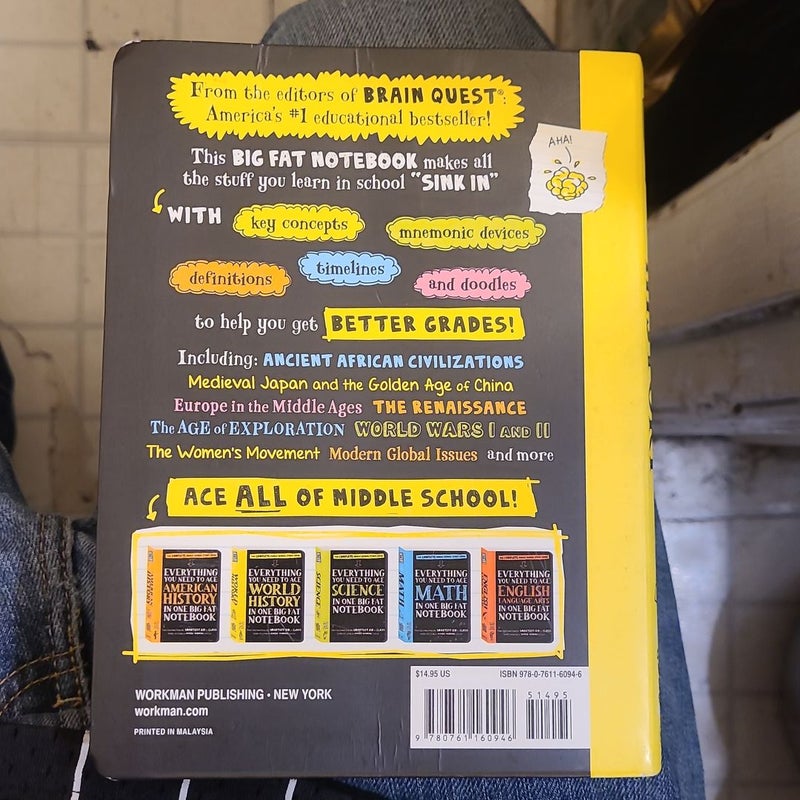 From the editors of BRAIN QUEST®:
America's #1 educational bestseller!
AHA!
This BIG FAT NOTEBOOK makes all
the stuff you learn in school "SINK IN"
WITH key concepts mnemonic devices
definitions timelines and doodles
to help you get BETTER GRADES!
Including: ANCIENT AFRICAN CIVILIZATIONS
Medieval Japan and the Golden Age of China
Europe in the Middle Ages THE RENAISSANCE
The AGE of EXPLORATION WORLD WARS I AND II
The Women's Movement Modern Global Issues and more
ACE ALL OF MIDDLE SCHOOL!
EVERYTHING
YOU NEED TO ACE
AMERICAN
HISTORY
IN ONE BIG FAT
NOTEBOOK
EVERYTHING
YOU NEED TO ACE
WORLD
HISTORY
IN ONE BIG FAT
NOTEBOOK
SCIENCE
EVERYTHING
YOU NEED TO ACE
SCIENCE
IN ONE BIG FAT
NOTEBOOK
MATH
EVERYTHING
YOU NEED TO ACE
MATH
IN ONE BIG FAT
NOTEBOOK
ENGLISH
EVERYTHING
YOU NEED TO ACE
ENGLISH
LANGUAGE ARTS
IN ONE BIG FAT
NOTEBOOK
WORKMAN PUBLISHING • NEW YORK
workman.com
PRINTED IN MALAYSIA
$14.95 US ISBN 978-0-7611-6094-6
51495
9 780761 160946